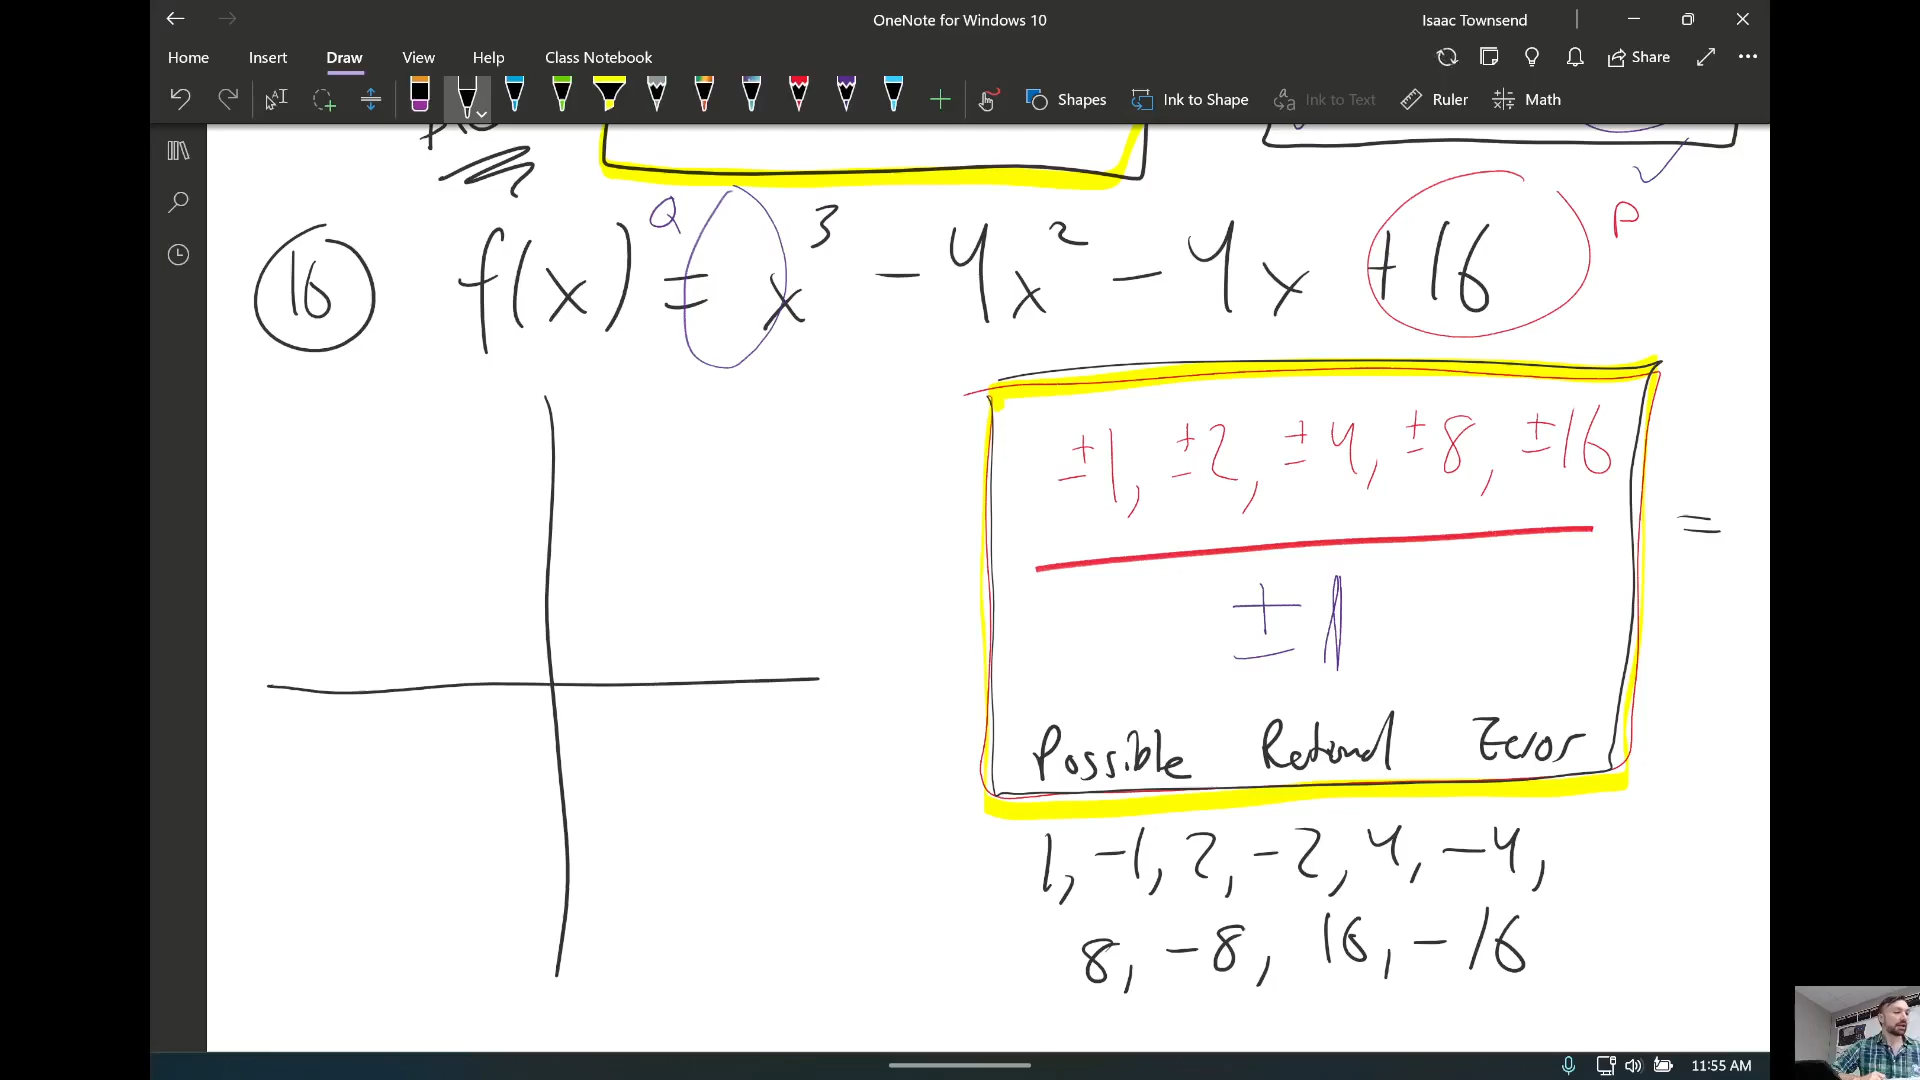 OneNote for Windows 10
Isaac Townsend
Home Insert Draw View Help Class Notebook
Share
Shapes Ink to Shape Ink to Text Ruler Math
Q
P
16 f(x) = x³ - 4x² - 4x +16
±1, ±2, ±4, ±8, ±16
=
±1
Possible Rational Zeros
1, -1, 2, -2, 4, -4,
8, -8, 16, -16
11:55 AM